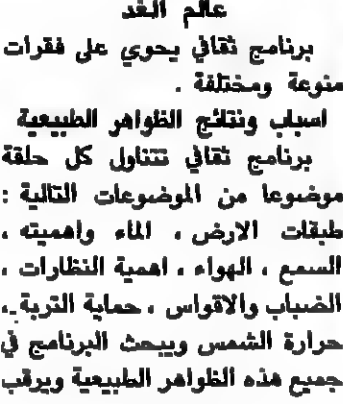 عالم الغد
برنامج ثقافي يحوي على فقرات
منوعة ومختلفة .
اسباب ونتائج الظواهر الطبيعية
برنامج ثقافي تتناول كل حلقة
موضوعا من الموضوعات التالية :
طبقات الارض ، الماء واهميته ،
السمع ، الهواء ، اهمية النظارات ،
الضباب والاقواس ، حماية التربة ،
حرارة الشمس ويبحث البرنامج في
جميع هذه الظواهر الطبيعية ويرقب